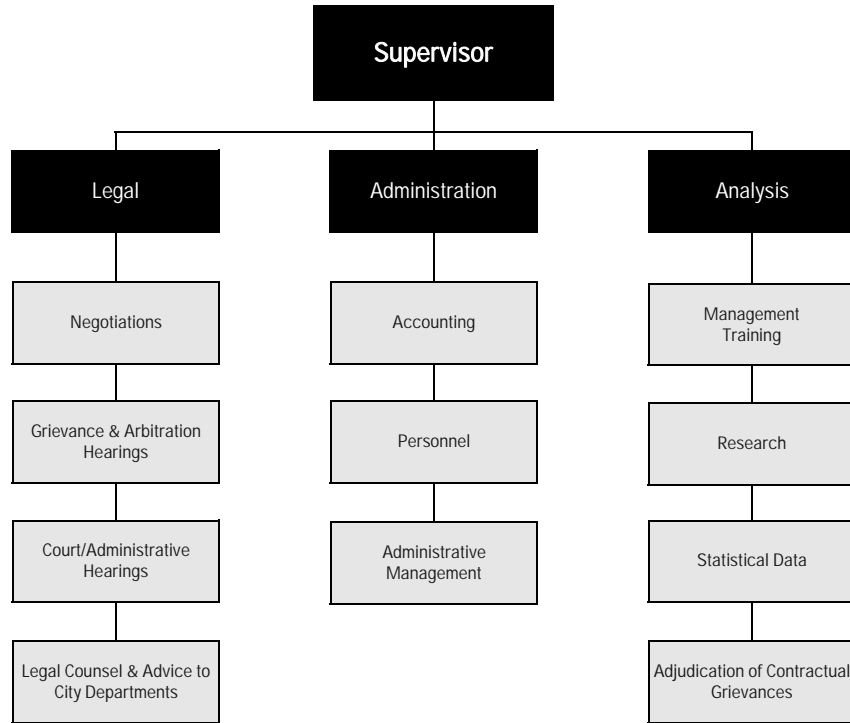 Supervisor
Legal
Administration
Analysis
Negotiations
Accounting
Management
Training
Grievance & Arbitration
Hearings
Personnel
Research
Court/Administrative
Hearings
Administrative
Management
Statistical Data
Legal Counsel & Advice to
City Departments
Adjudication of Contractual
Grievances